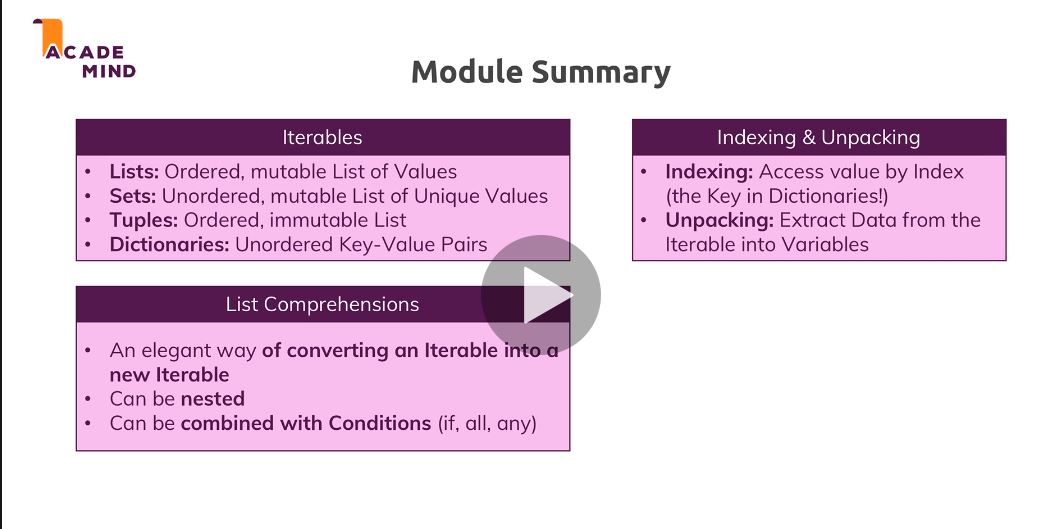 ACADE
MIND
Module Summary
Iterables
• Lists: Ordered, mutable List of Values
• Sets: Unordered, mutable List of Unique Values
• Tuples: Ordered, immutable List
• Dictionaries: Unordered Key-Value Pairs
Indexing & Unpacking
• Indexing: Access value by Index
(the Key in Dictionaries!)
• Unpacking: Extract Data from the
Iterable into Variables
List Comprehensions
• An elegant way of converting an Iterable into a
new Iterable
• Can be nested
• Can be combined with Conditions (if, all, any)